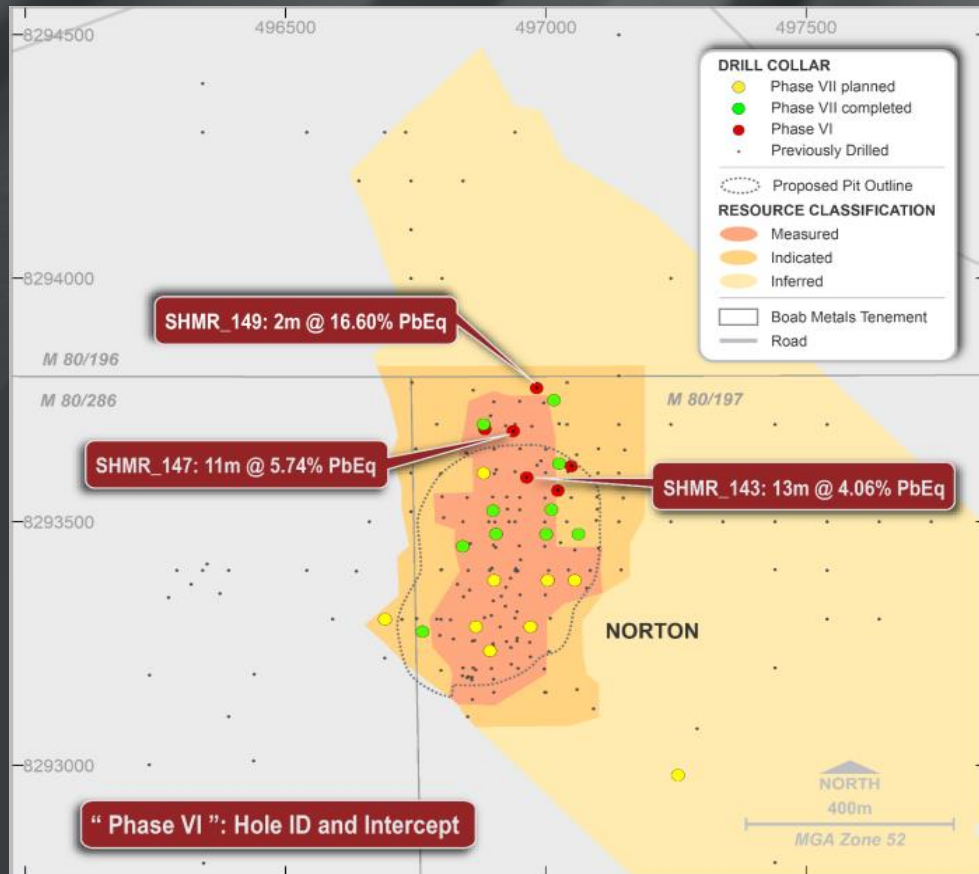 496500
497000
497500
8294500
8294000
8293500
8293000
DRILL COLLAR
Phase VII planned
Phase VII completed
Phase VI
Previously Drilled
Proposed Pit Outline
RESOURCE CLASSIFICATION
Measured
Indicated
Inferred
Boab Metals Tenement
Road
SHMR_149: 2m @ 16.60% PbEq
M 80/196
M 80/286
M 80/197
SHMR_147: 11m @ 5.74% PbEq
SHMR_143: 13m @ 4.06% PbEq
NORTON
NORTH
400m
MGA Zone 52
“ Phase VI ”: Hole ID and Intercept